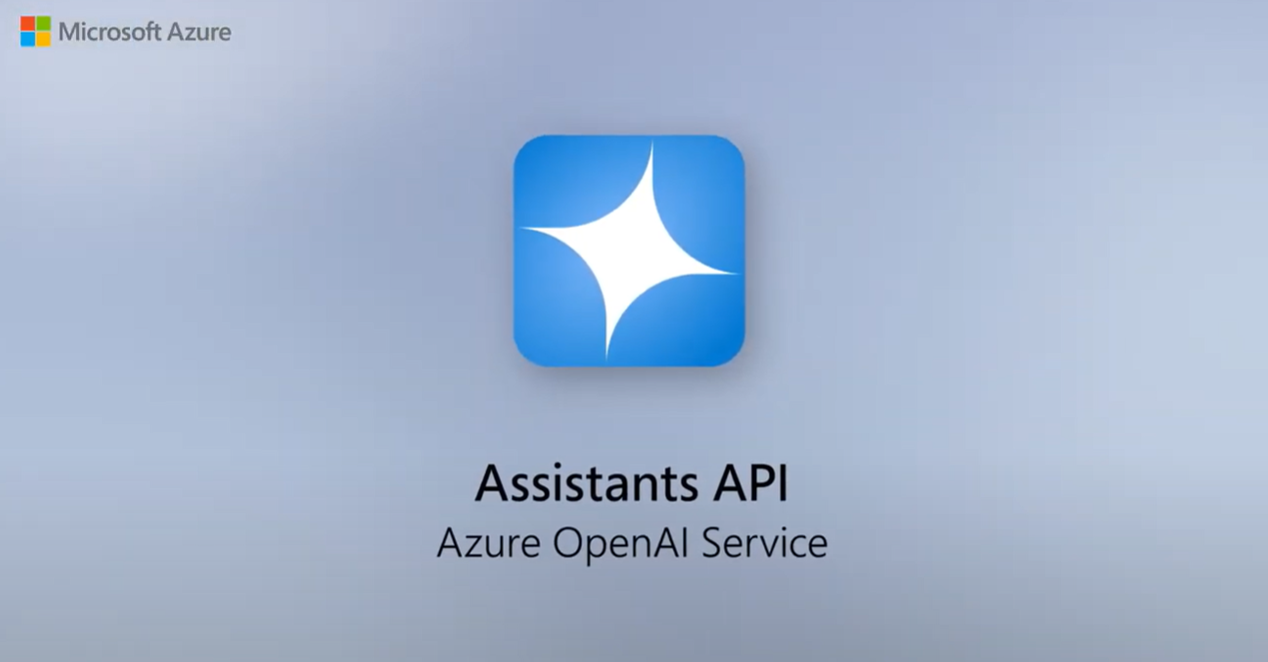 Microsoft Azure
Assistants API
Azure OpenAI Service